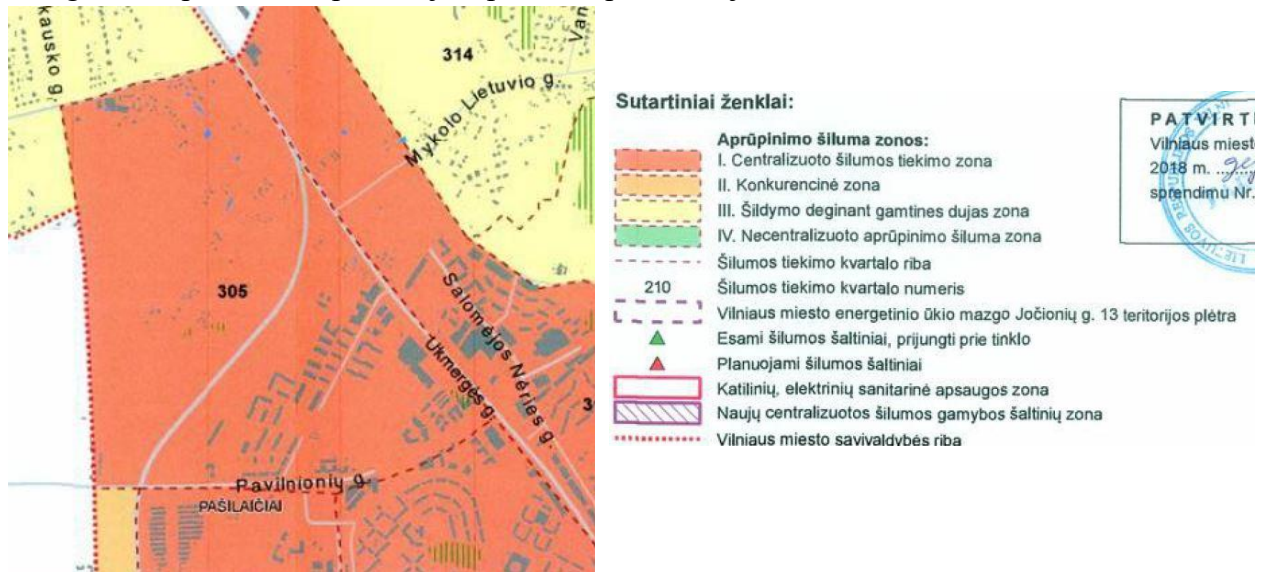 kausko g.
314
Mykolo Lietuvio g.
305
Salomėjos Nėries g.
Ukmergės g.
Pavilnionių g.
PAŠILAIČIAI
Sutartiniai ženklai:
Aprūpinimo šiluma zonos:
I. Centralizuoto šilumos tiekimo zona
II. Konkurencinė zona
III. Šildymo deginant gamtines dujas zona
IV. Necentralizuoto aprūpinimo šiluma zona
Šilumos tiekimo kvartalo riba
210 Šilumos tiekimo kvartalo numeris
Vilniaus miesto energetinio ūkio mazgo Jočionių g. 13 teritorijos plėtra
Esami šilumos šaltiniai, prijungti prie tinklo
Planuojami šilumos šaltiniai
Katilinių, elektrinių sanitarinė apsaugos zona
Naujų centralizuotos šilumos gamybos šaltinių zona
Vilniaus miesto savivaldybės riba
PATVIRTI
Vilniaus miest
2018 m.
sprendimu Nr.